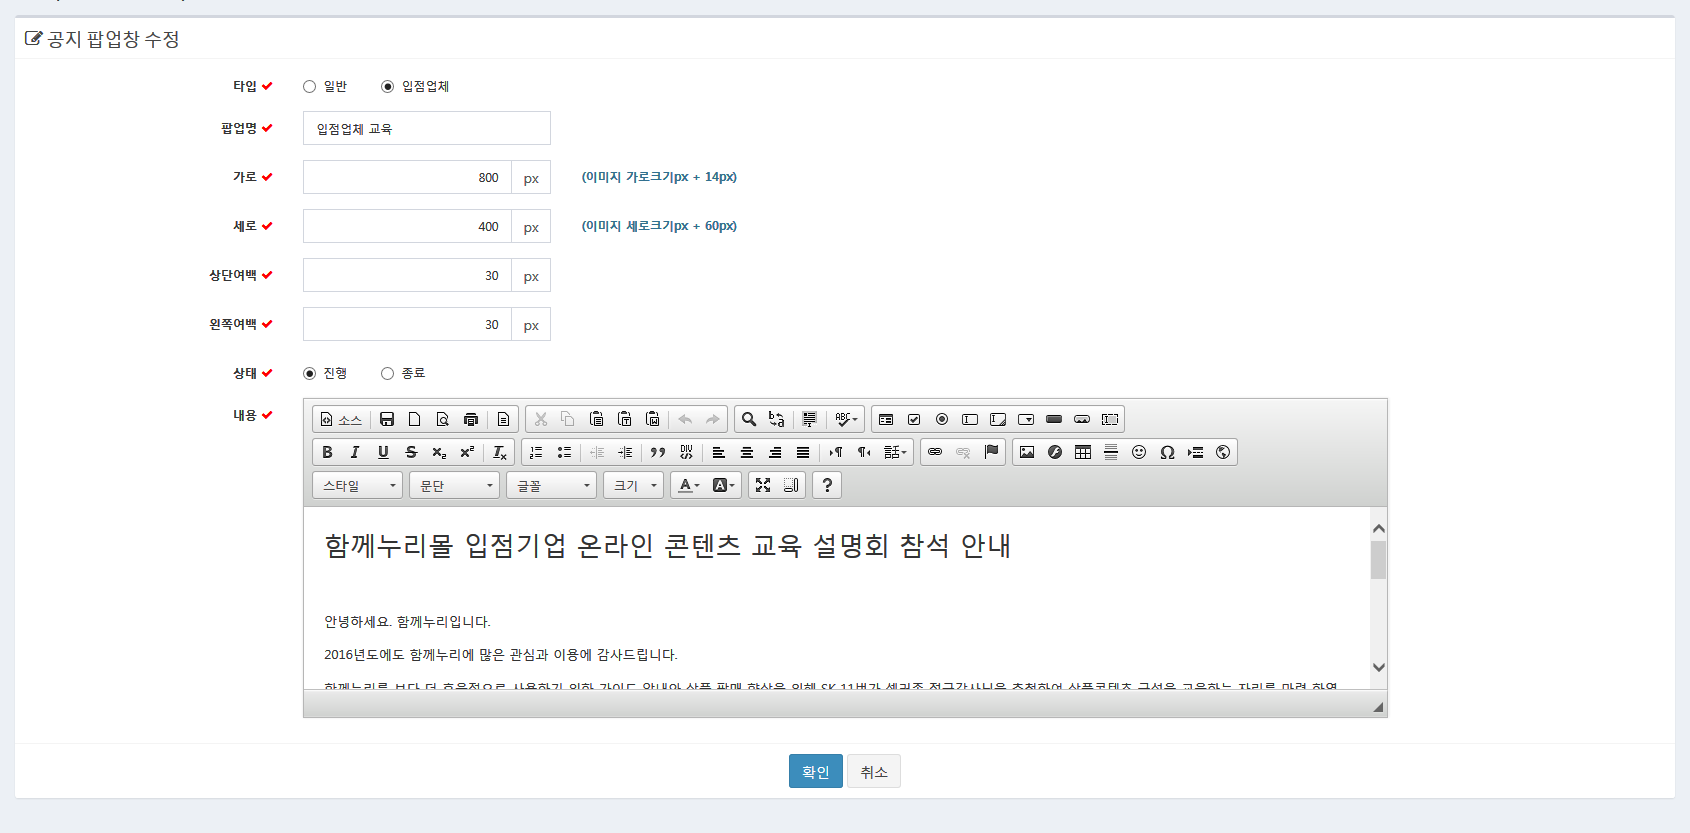 공지 팝업창 수정
타입 일반 입점업체
팝업명 입점업체 교육
가로 800 px (이미지 가로크기px + 14px)
세로 400 px (이미지 세로크기px + 60px)
상단여백 30 px
왼쪽여백 30 px
상태 진행 종료
내용
소스
스타일 문단 글꼴 크기
함께누리몰 입점기업 온라인 콘텐츠 교육 설명회 참석 안내
안녕하세요. 함께누리입니다.
2016년도에도 함께누리에 많은 관심과 이용에 감사드립니다.
확인 취소